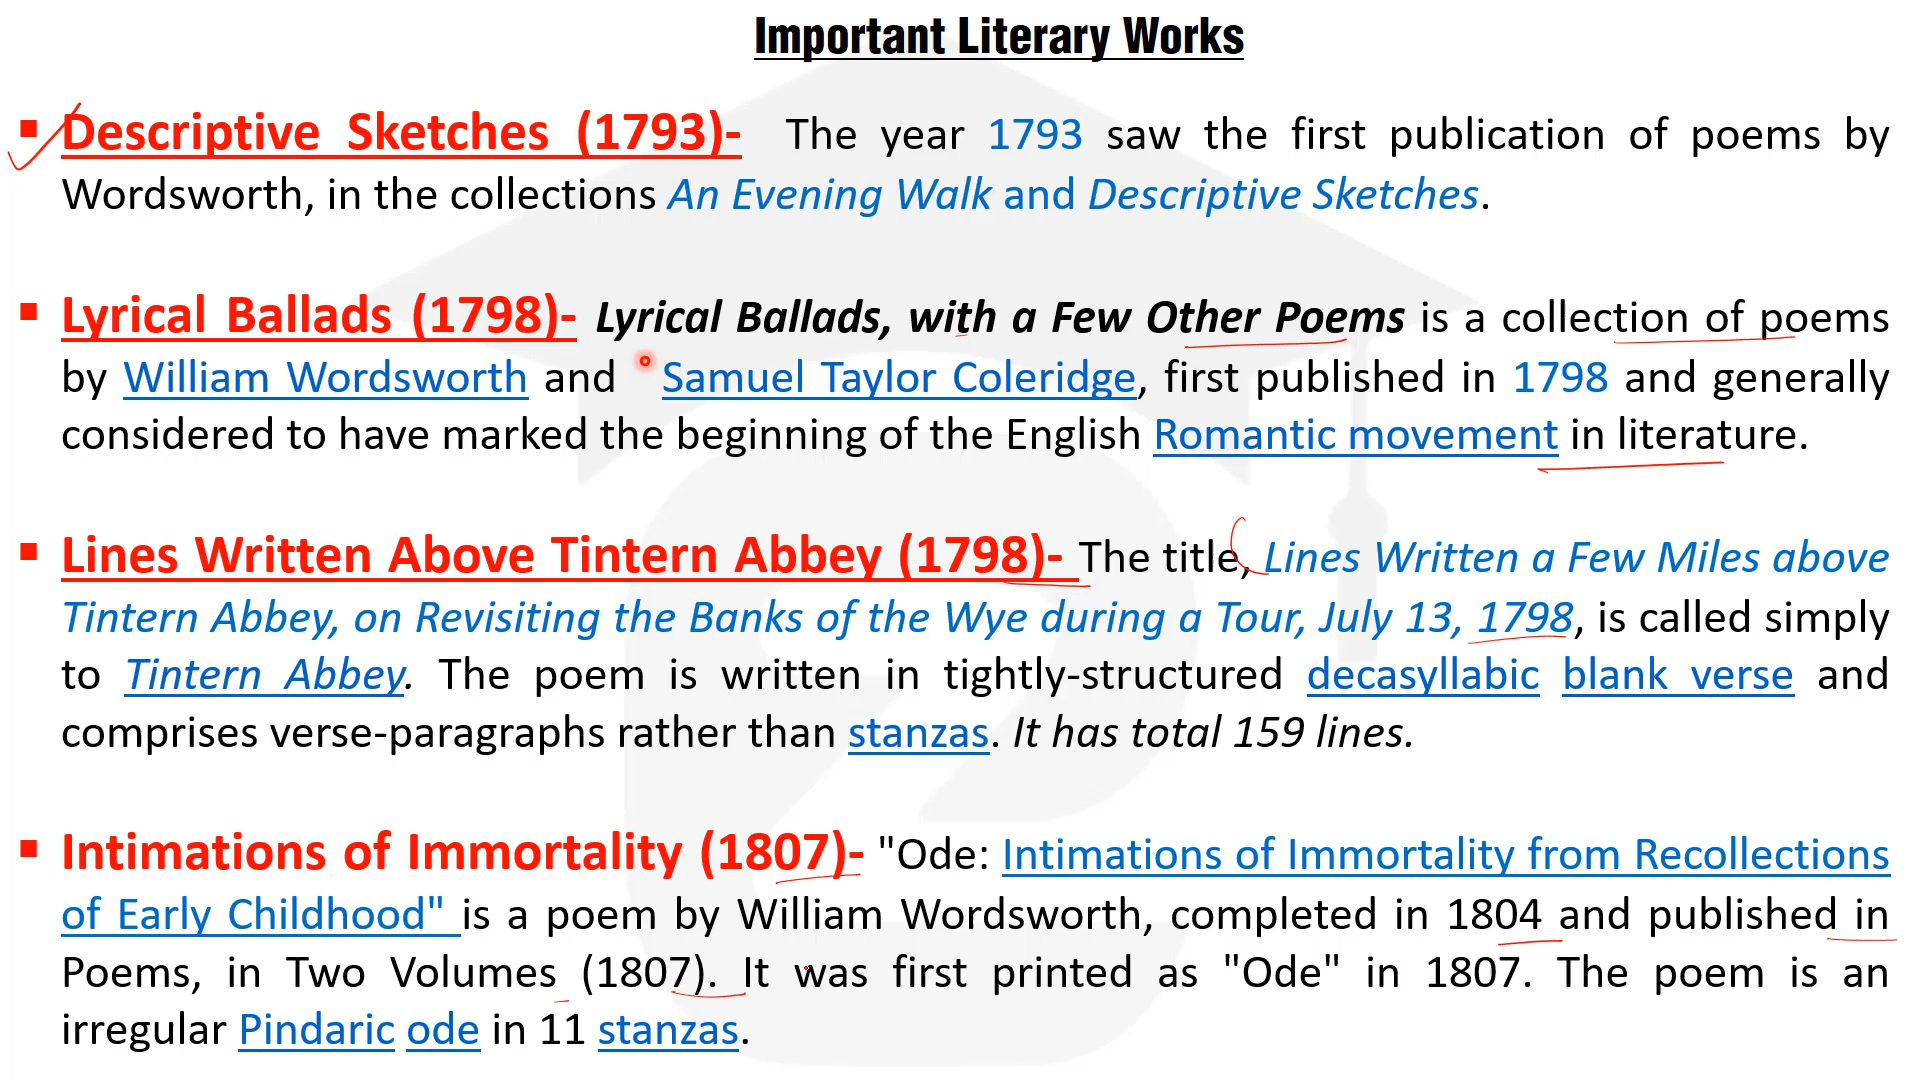 Important Literary Works
▪ Descriptive Sketches (1793)- The year 1793 saw the first publication of poems by
Wordsworth, in the collections An Evening Walk and Descriptive Sketches.
▪ Lyrical Ballads (1798)- Lyrical Ballads, with a Few Other Poems is a collection of poems
by William Wordsworth and Samuel Taylor Coleridge, first published in 1798 and generally
considered to have marked the beginning of the English Romantic movement in literature.
▪ Lines Written Above Tintern Abbey (1798)- The title, Lines Written a Few Miles above
Tintern Abbey, on Revisiting the Banks of the Wye during a Tour, July 13, 1798, is called simply
to Tintern Abbey. The poem is written in tightly-structured decasyllabic blank verse and
comprises verse-paragraphs rather than stanzas. It has total 159 lines.
▪ Intimations of Immortality (1807)- "Ode: Intimations of Immortality from Recollections
of Early Childhood" is a poem by William Wordsworth, completed in 1804 and published in
Poems, in Two Volumes (1807). It was first printed as "Ode" in 1807. The poem is an
irregular Pindaric ode in 11 stanzas.